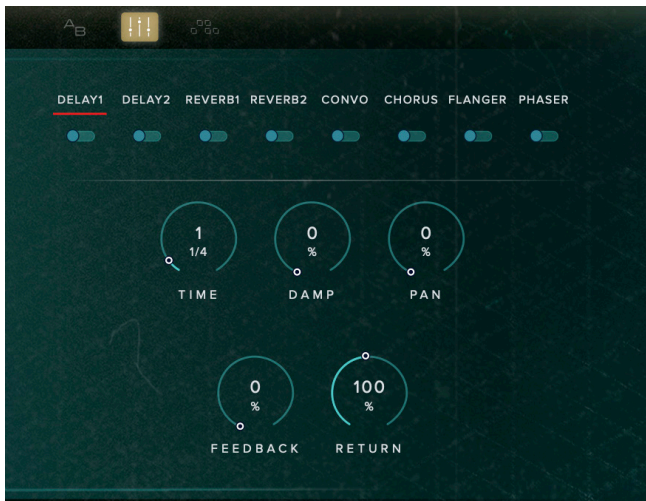 AB
DELAY1 DELAY2 REVERB1 REVERB2 CONVO CHORUS FLANGER PHASER
1 0 0
1/4 % %
TIME DAMP PAN
0 100
% %
FEEDBACK RETURN